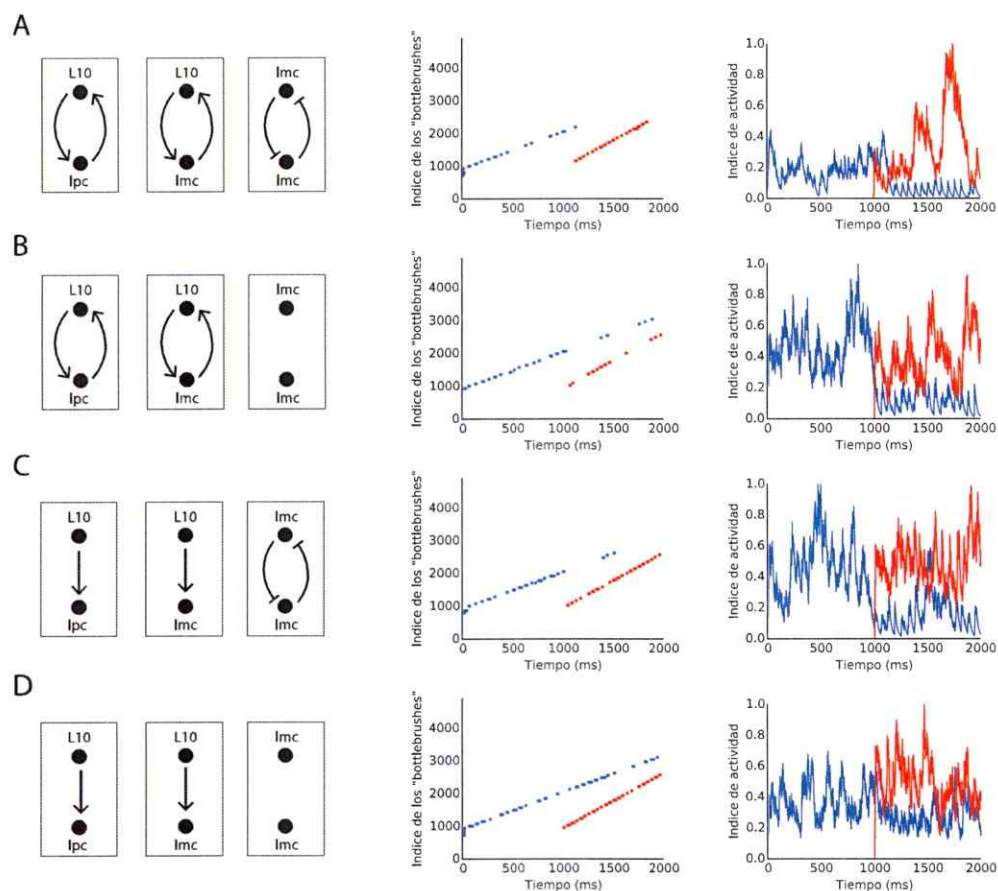 A
L10
Ipc
L10
Imc
Imc
Imc
Indice de los "bottlebrushes"
4000
3000
2000
1000
0
0 500 1000 1500 2000
Tiempo (ms)
Indice de actividad
1.0
0.8
0.6
0.4
0.2
0.0
0 500 1000 1500 2000
Tiempo (ms)
B
L10
Ipc
L10
Imc
Imc
Imc
Indice de los "bottlebrushes"
4000
3000
2000
1000
0
0 500 1000 1500 2000
Tiempo (ms)
Indice de actividad
1.0
0.8
0.6
0.4
0.2
0.0
0 500 1000 1500 2000
Tiempo (ms)
C
L10
Ipc
L10
Imc
Imc
Imc
Indice de los "bottlebrushes"
4000
3000
2000
1000
0
0 500 1000 1500 2000
Tiempo (ms)
Indice de actividad
1.0
0.8
0.6
0.4
0.2
0.0
0 500 1000 1500 2000
Tiempo (ms)
D
L10
Ipc
L10
Imc
Imc
Imc
Indice de los "bottlebrushes"
4000
3000
2000
1000
0
0 500 1000 1500 2000
Tiempo (ms)
Indice de actividad
1.0
0.8
0.6
0.4
0.2
0.0
0 500 1000 1500 2000
Tiempo (ms)